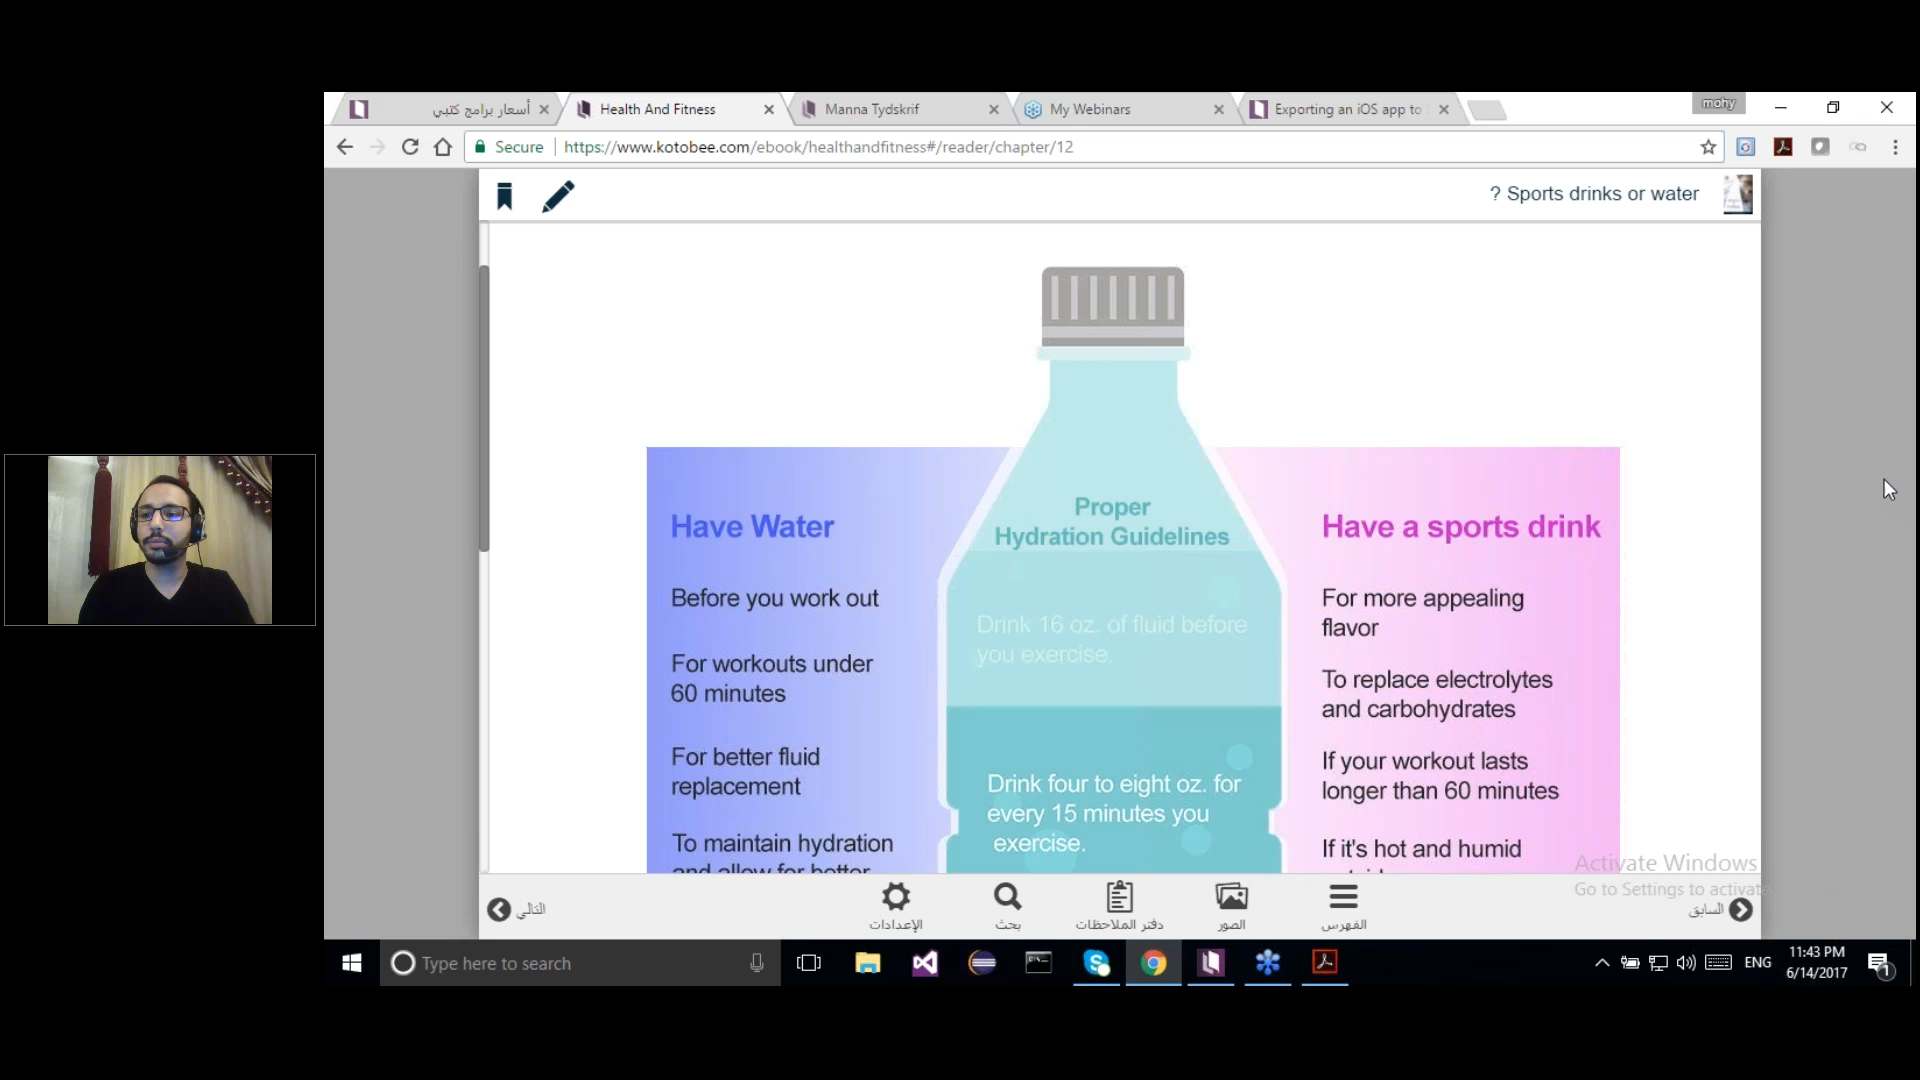 أسعار برامج كتبي
Health And Fitness
Manna Tydskrif
My Webinars
Exporting an iOS app to
mohy
Secure
https://www.kotobee.com/ebook/healthandfitness#/reader/chapter/12
? Sports drinks or water
Proper
Hydration Guidelines
Drink 16 oz. of fluid before
you exercise.
Drink four to eight oz. for
every 15 minutes you
exercise.
Have Water
Before you work out
For workouts under
60 minutes
For better fluid
replacement
To maintain hydration
and allow for better
Have a sports drink
For more appealing
flavor
To replace electrolytes
and carbohydrates
If your workout lasts
longer than 60 minutes
If it's hot and humid
Activate Windows
Go to Settings to activat
التالي
الإعدادات
بحث
دفتر الملاحظات
الصور
الفهرس
السابق
Type here to search
ENG
11:43 PM
6/14/2017
1